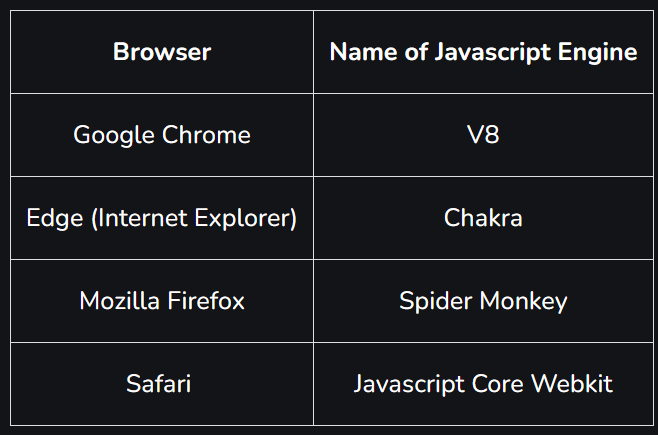 Browser Name of Javascript Engine
Google Chrome V8
Edge (Internet Explorer) Chakra
Mozilla Firefox Spider Monkey
Safari Javascript Core Webkit